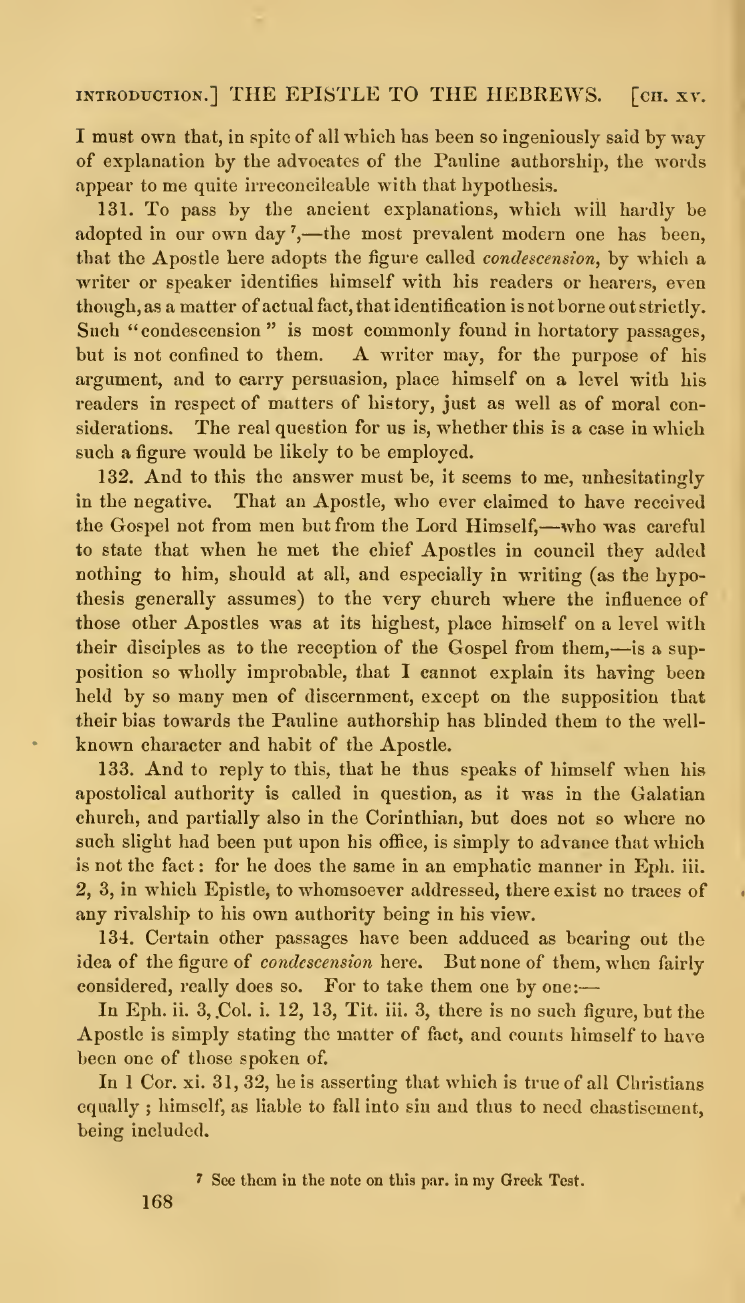 INTRODUCTION.] THE EPISTLE TO THE HEBREWS. [CH. XV.
I must own that, in spite of all which has been so ingeniously said by way
of explanation by the advocates of the Pauline authorship, the words
appear to me quite irreconcileable with that hypothesis.
131. To pass by the ancient explanations, which will hardly be
adopted in our own day 7,—the most prevalent modern one has been,
that the Apostle here adopts the figure called condescension, by which a
writer or speaker identifies himself with his readers or hearers, even
though, as a matter of actual fact, that identification is not borne out strictly.
Such “condescension” is most commonly found in hortatory passages,
but is not confined to them. A writer may, for the purpose of his
argument, and to carry persuasion, place himself on a level with his
readers in respect of matters of history, just as well as of moral con-
siderations. The real question for us is, whether this is a case in which
such a figure would be likely to be employed.
132. And to this the answer must be, it seems to me, unhesitatingly
in the negative. That an Apostle, who ever claimed to have received
the Gospel not from men but from the Lord Himself,—who was careful
to state that when he met the chief Apostles in council they added
nothing to him, should at all, and especially in writing (as the hypo-
thesis generally assumes) to the very church where the influence of
those other Apostles was at its highest, place himself on a level with
their disciples as to the reception of the Gospel from them,—is a sup-
position so wholly improbable, that I cannot explain its having been
held by so many men of discernment, except on the supposition that
their bias towards the Pauline authorship has blinded them to the well-
known character and habit of the Apostle.
133. And to reply to this, that he thus speaks of himself when his
apostolical authority is called in question, as it was in the Galatian
church, and partially also in the Corinthian, but does not so where no
such slight had been put upon his office, is simply to advance that which
is not the fact: for he does the same in an emphatic manner in Eph. iii.
2, 3, in which Epistle, to whomsoever addressed, there exist no traces of
any rivalship to his own authority being in his view.
134. Certain other passages have been adduced as bearing out the
idea of the figure of condescension here. But none of them, when fairly
considered, really does so. For to take them one by one:—
In Eph. ii. 3, Col. i. 12, 13, Tit. iii. 3, there is no such figure, but the
Apostle is simply stating the matter of fact, and counts himself to have
been one of those spoken of.
In 1 Cor. xi. 31, 32, he is asserting that which is true of all Christians
equally; himself, as liable to fall into sin and thus to need chastisement,
being included.
7 See them in the note on this par. in my Greek Test.
168